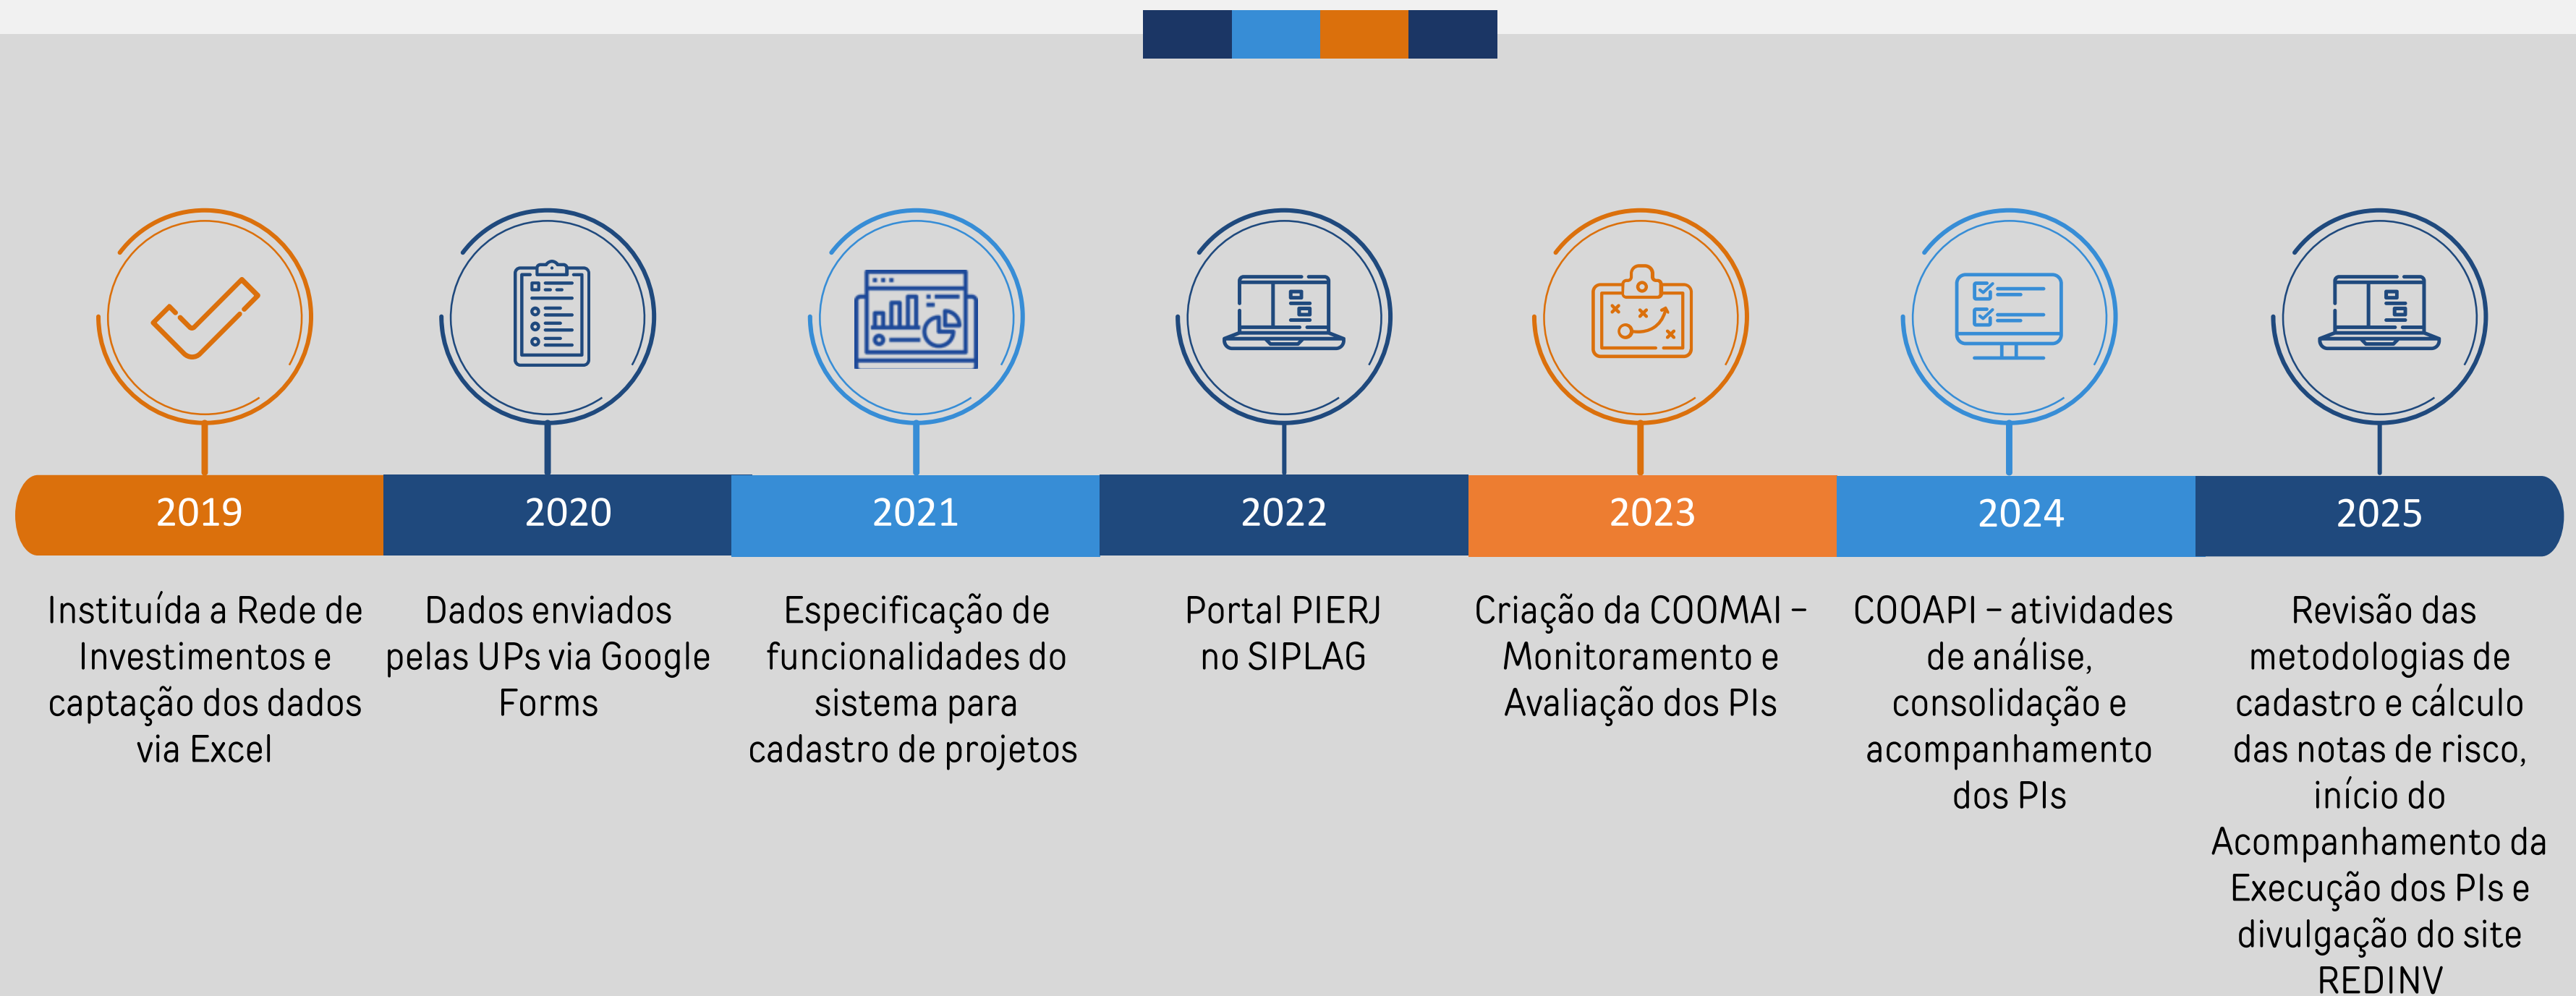 2019
Instituída a Rede de
Investimentos e
captação dos dados
via Excel
2020
Dados enviados
pelas UPs via Google
Forms
2021
Especificação de
funcionalidades do
sistema para
cadastro de projetos
2022
Portal PIERJ
no SIPLAG
2023
Criação da COOMAI –
Monitoramento e
Avaliação dos PIs
2024
COOAPI – atividades
de análise,
consolidação e
acompanhamento
dos PIs
2025
Revisão das
metodologias de
cadastro e cálculo
das notas de risco,
início do
Acompanhamento da
Execução dos PIs e
divulgação do site
REDINV